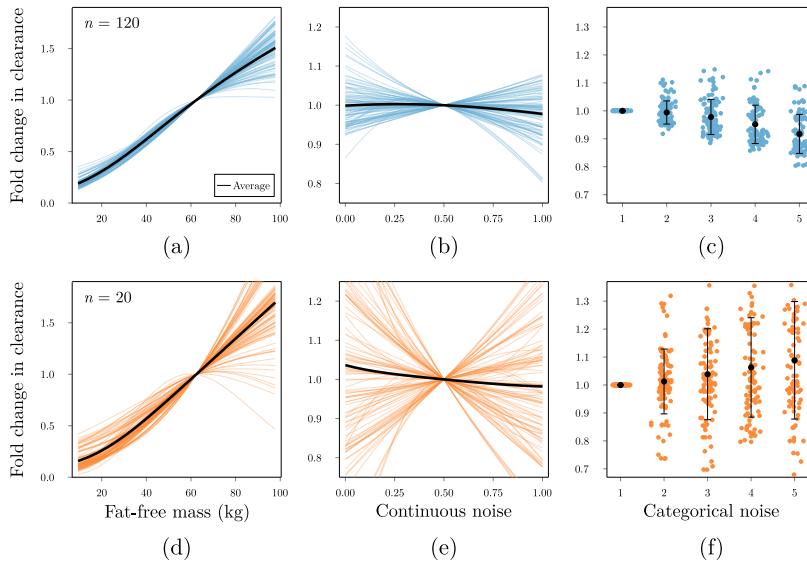 Fold change in clearance
n = 120
1.5
1.0
0.5
0.0
Average
20 40 60 80 100
(a)
1.2
1.1
1.0
0.9
0.8
0.00 0.25 0.50 0.75 1.00
(b)
1.3
1.2
1.1
1.0
0.9
0.8
0.7
1 2 3 4 5
(c)
Fold change in clearance
n = 20
1.5
1.0
0.5
0.0
20 40 60 80 100
Fat-free mass (kg)
(d)
1.2
1.1
1.0
0.9
0.8
0.00 0.25 0.50 0.75 1.00
Continuous noise
(e)
1.3
1.2
1.1
1.0
0.9
0.8
0.7
1 2 3 4 5
Categorical noise
(f)